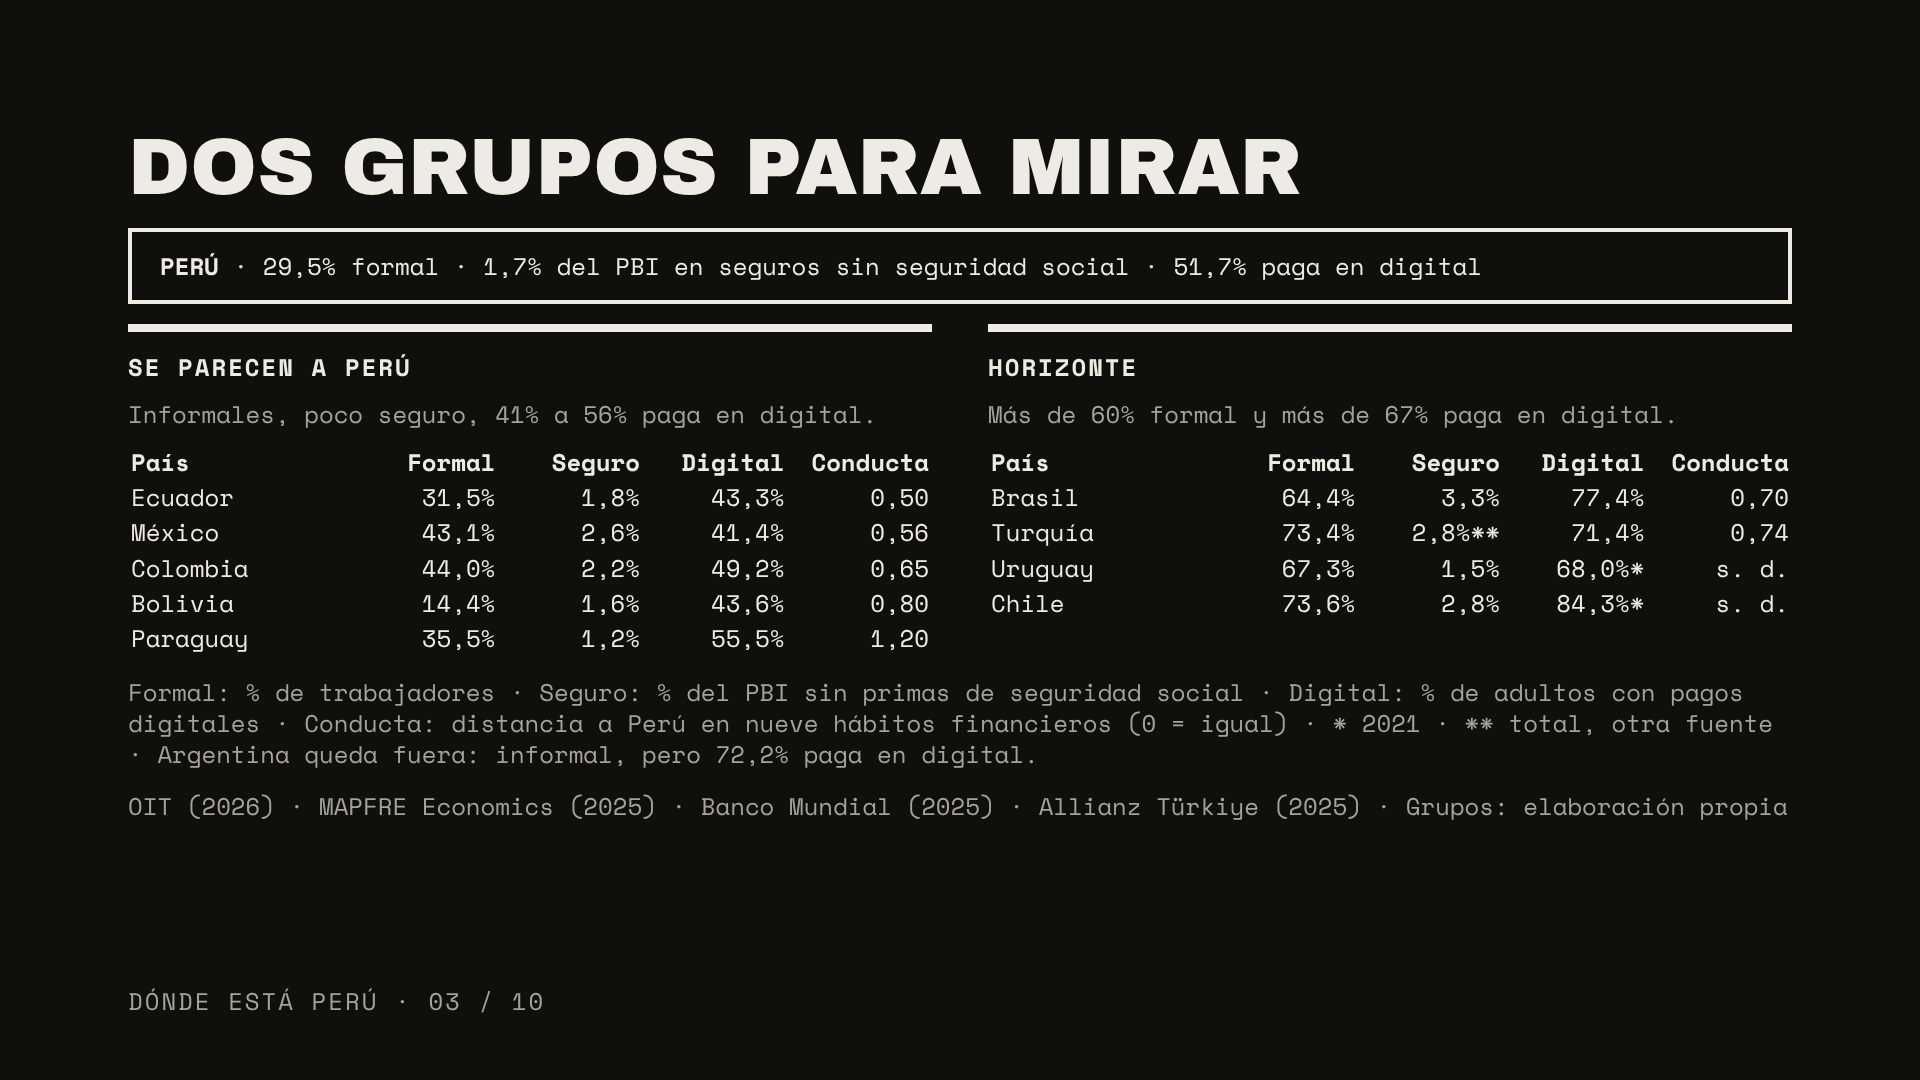 DOS GRUPOS PARA MIRAR
PERÚ · 29,5% formal · 1,7% del PBI en seguros sin seguridad social · 51,7% paga en digital
SE PARECEN A PERÚ
Informales, poco seguro, 41% a 56% paga en digital.
País Formal Seguro Digital Conducta
Ecuador 31,5% 1,8% 43,3% 0,50
México 43,1% 2,6% 41,4% 0,56
Colombia 44,0% 2,2% 49,2% 0,65
Bolivia 14,4% 1,6% 43,6% 0,80
Paraguay 35,5% 1,2% 55,5% 1,20
HORIZONTE
Más de 60% formal y más de 67% paga en digital.
País Formal Seguro Digital Conducta
Brasil 64,4% 3,3% 77,4% 0,70
Turquía 73,4% 2,8%** 71,4% 0,74
Uruguay 67,3% 1,5% 68,0%* s. d.
Chile 73,6% 2,8% 84,3%* s. d.
Formal: % de trabajadores · Seguro: % del PBI sin primas de seguridad social · Digital: % de adultos con pagos
digitales · Conducta: distancia a Perú en nueve hábitos financieros (0 = igual) · * 2021 · ** total, otra fuente
· Argentina queda fuera: informal, pero 72,2% paga en digital.
OIT (2026) · MAPFRE Economics (2025) · Banco Mundial (2025) · Allianz Türkiye (2025) · Grupos: elaboración propia
DÓNDE ESTÁ PERÚ · 03 / 10